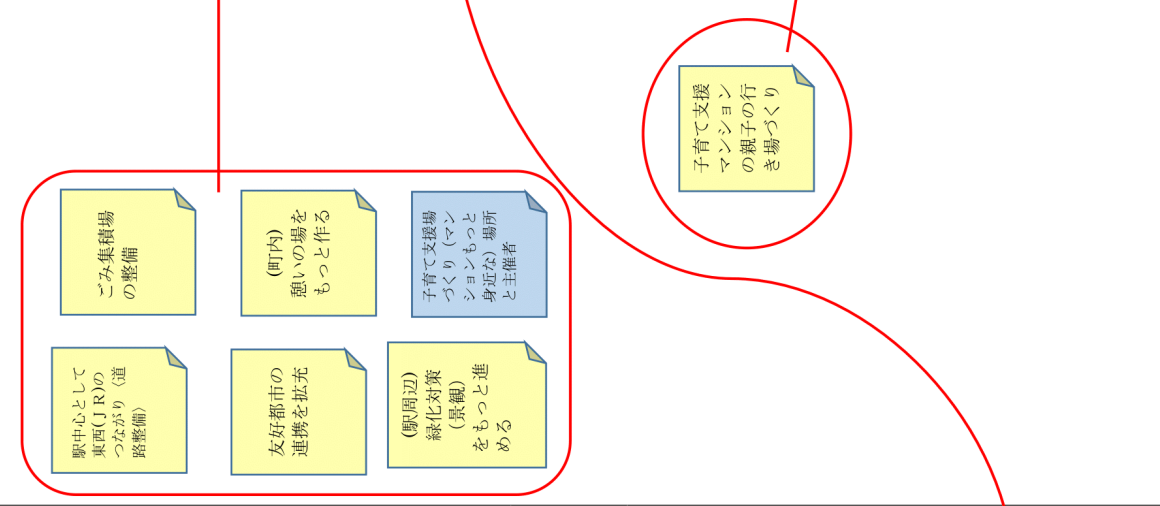 駅中心として
東西(ＪＲ)の
つながり〈道
路整備〉
ごみ集積場
の整備
友好都市の
連携を拡充
(町内)
憩いの場を
もっと作る
(駅周辺)
緑化対策
（景観）
をもっと進
める
子育て支援場
づくり（マン
ションもっと
身近な）場所
と主催者
子育て支援
マンション
の親子の行
き場づくり